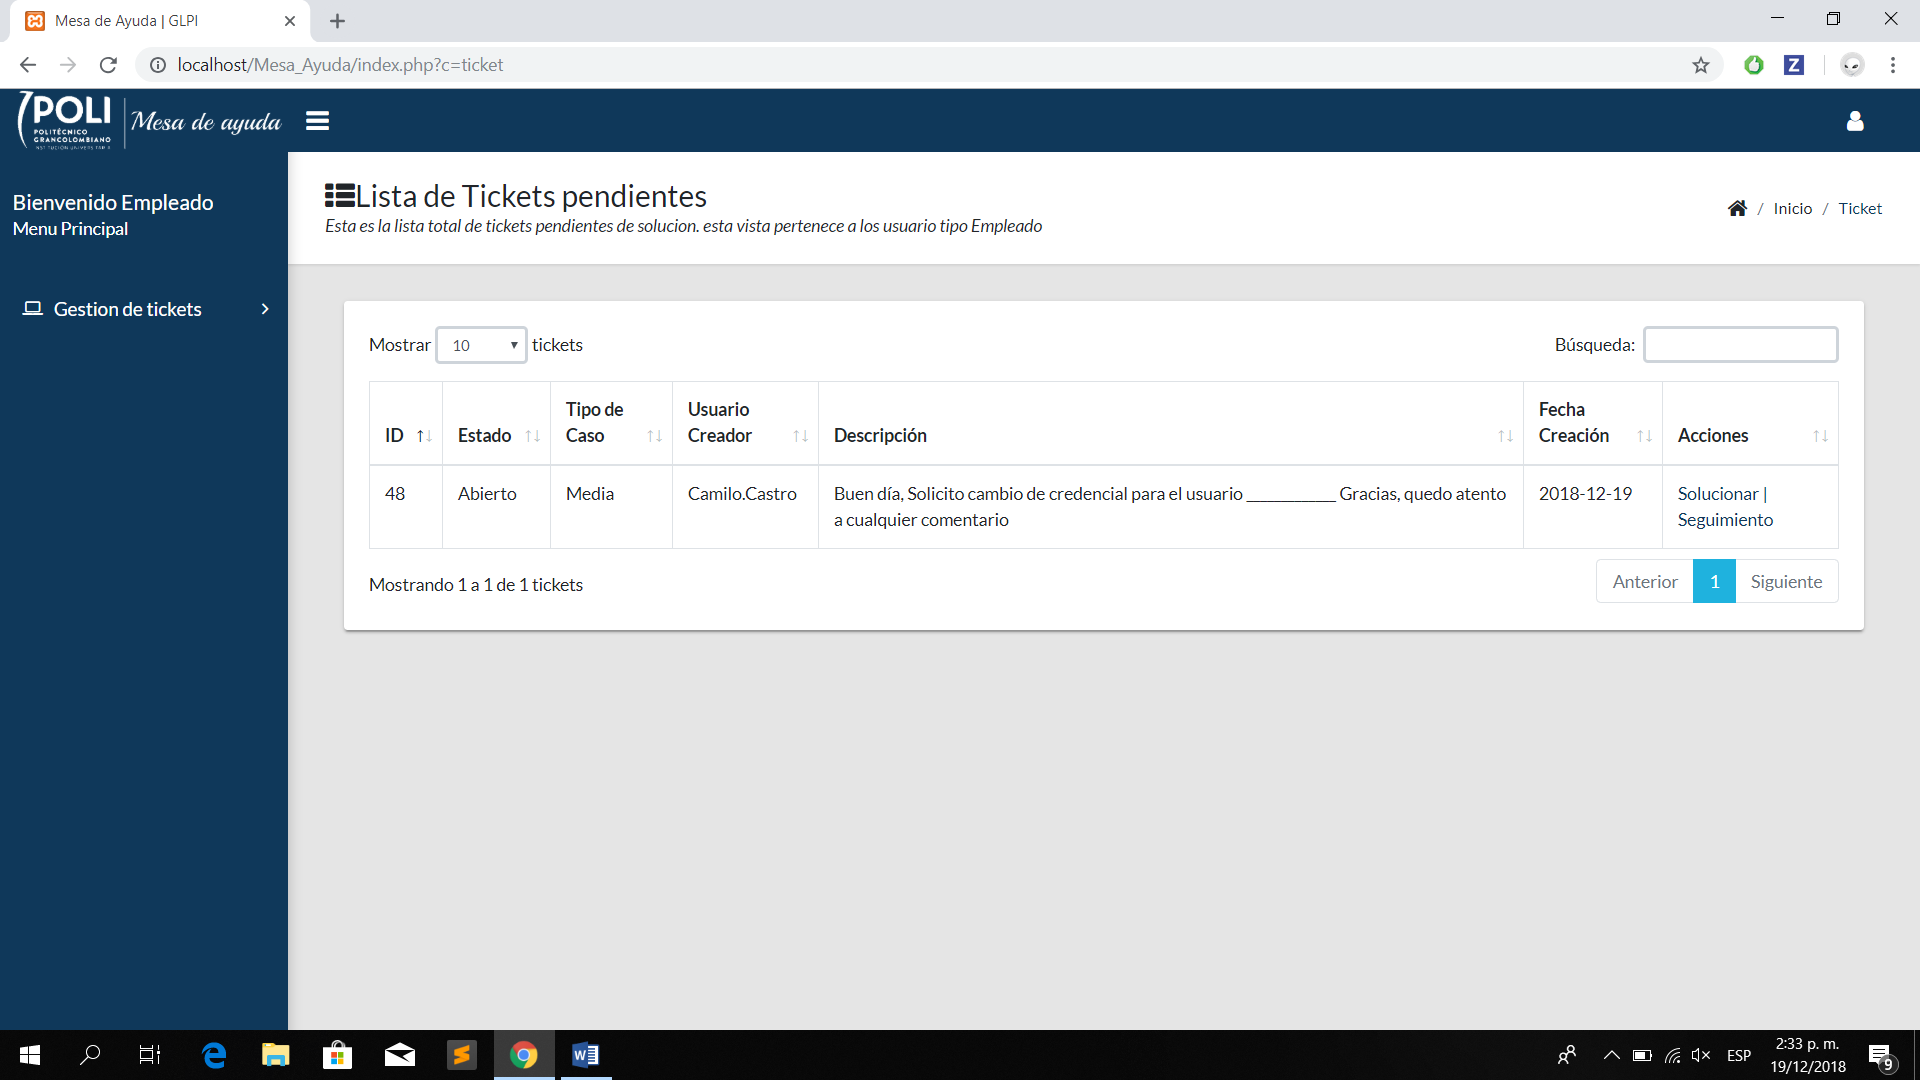 Mesa de Ayuda | GLPI
localhost/Mesa_Ayuda/index.php?c=ticket
Z
POLI
POLITÉCNICO
GRANCOLOMBIANO
Mesa de ayuda
Bienvenido Empleado
Menu Principal
Gestion de tickets
Lista de Tickets pendientes
Esta es la lista total de tickets pendientes de solucion. esta vista pertenece a los usuario tipo Empleado
/ Inicio / Ticket
Mostrar 10 tickets
Búsqueda:
ID Estado Tipo de Caso Usuario Creador Descripción Fecha Creación Acciones
48 Abierto Media Camilo.Castro Buen día, Solicito cambio de credencial para el usuario ___________ Gracias, quedo atento 2018-12-19 Solucionar |
a cualquier comentario Seguimiento
Mostrando 1 a 1 de 1 tickets
Anterior 1 Siguiente
ESP
2:33 p. m.
19/12/2018
9